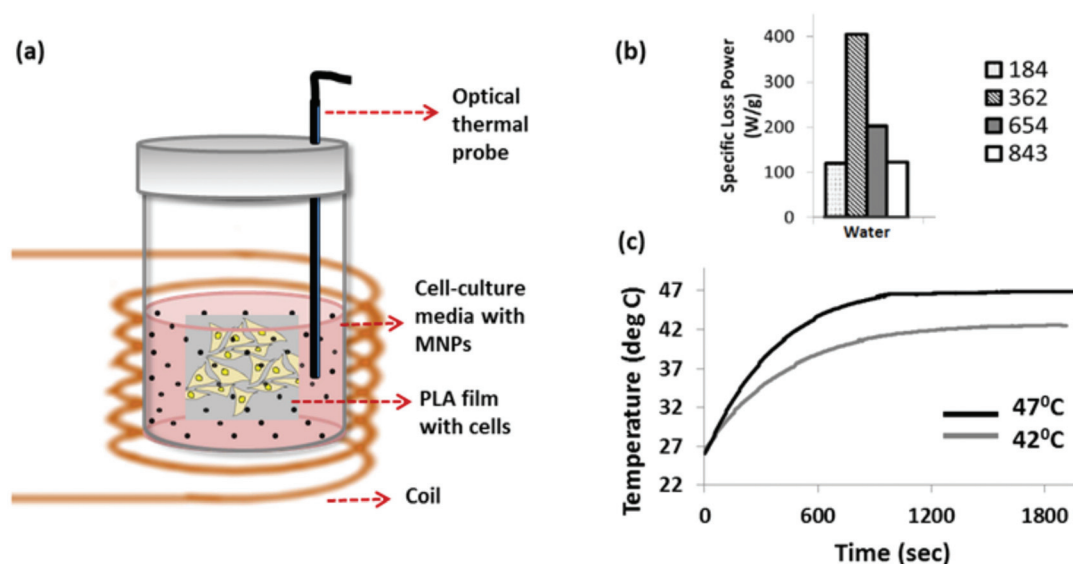 (a)
Optical
thermal
probe
Cell-culture
media with
MNPs
PLA film
with cells
Coil
(b)
Specific Loss Power
(W/g)
400
300
200
100
0
Water
184
362
654
843
(c)
Temperature (deg C)
47
42
37
32
27
22
47⁰C
42⁰C
0
600
1200
1800
Time (sec)